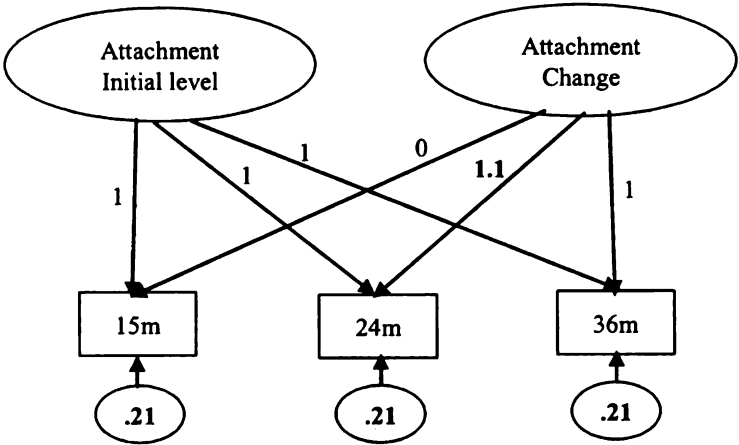 Attachment
Initial level
Attachment
Change
1
1
1
0
1.1
1
15m
24m
36m
.21
.21
.21